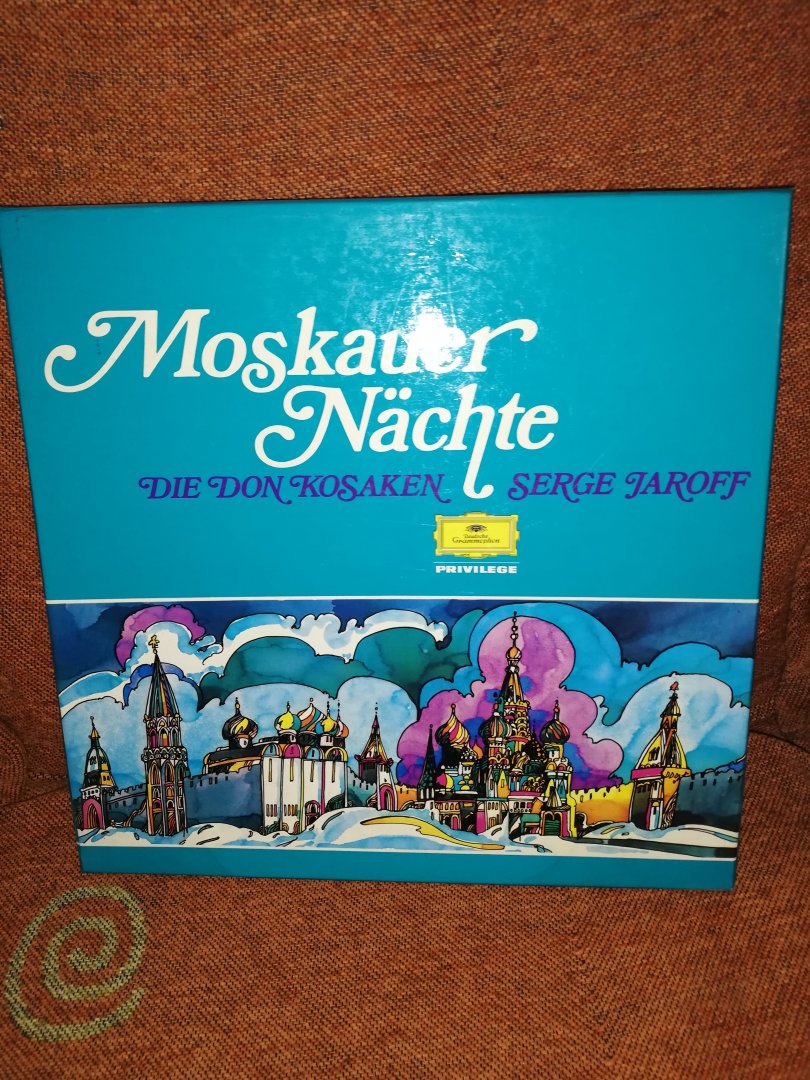 Moskauer
Nächte
DIE DON KOSAKEN SERGE JAROFF
Deutsche
Grammophon
PRIVILEGE